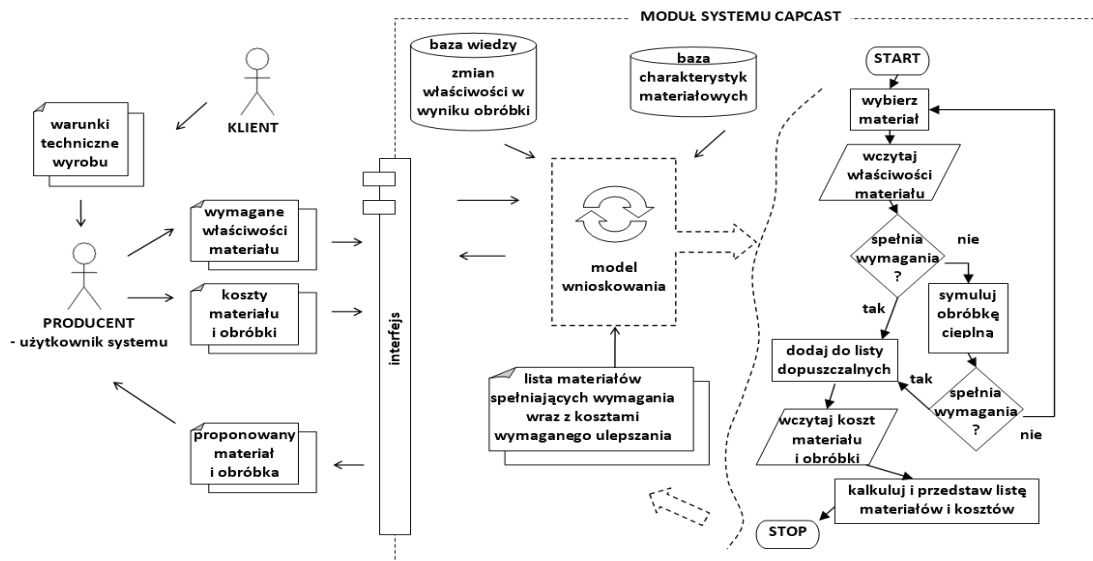 MODUŁ SYSTEMU CAPCAST
KLIENT
warunki
techniczne
wyrobu
PRODUCENT
- użytkownik systemu
wymagane
właściwości
materiału
koszty
materiału
i obróbki
proponowany
materiał
i obróbka
interfejs
baza wiedzy
zmian
właściwości w
wyniku obróbki
baza
charakterystyk
materiałowych
model
wnioskowania
lista materiałów
spełniających wymagania
wraz z kosztami
wymaganego ulepszania
START
wybierz
materiał
wczytaj
właściwości
materiału
spełnia
wymagania
?
nie
tak
symuluj
obróbkę
cieplną
dodaj do listy
dopuszczalnych
tak
spełnia
wymagania
?
nie
wczytaj koszt
materiału
i obróbki
kalkuluj i przedstaw listę
materiałów i kosztów
STOP